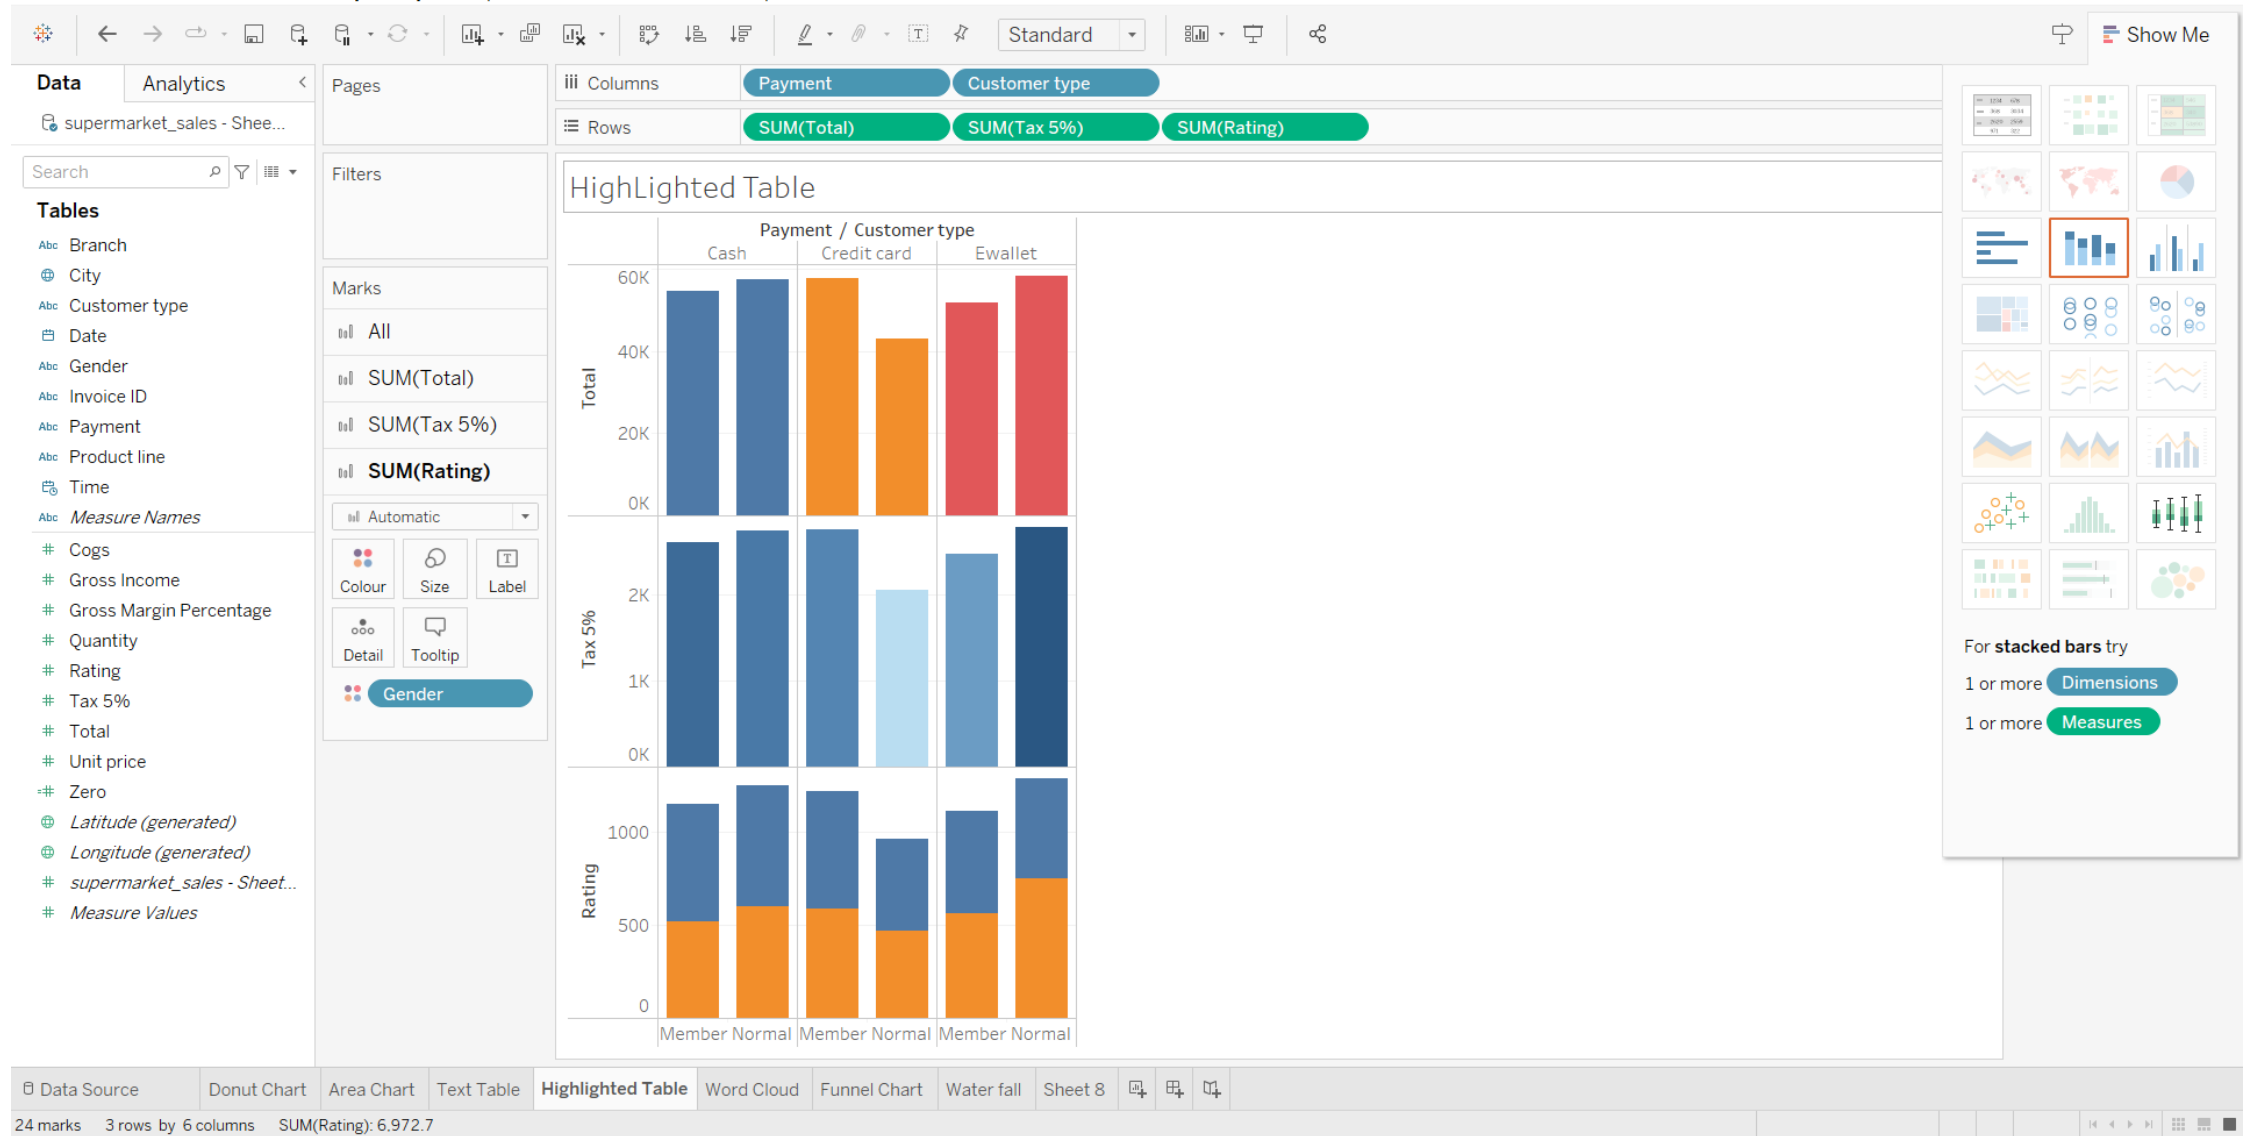 Standard
Show Me
Data
Analytics
supermarket_sales - Shee...
Search
Tables
Abc Branch
City
Abc Customer type
Date
Abc Gender
Abc Invoice ID
Abc Payment
Abc Product line
Time
Abc Measure Names
# Cogs
# Gross Income
# Gross Margin Percentage
# Quantity
# Rating
# Tax 5%
# Total
# Unit price
=# Zero
Latitude (generated)
Longitude (generated)
# supermarket_sales - Sheet...
# Measure Values
Pages
Filters
Marks
All
SUM(Total)
SUM(Tax 5%)
SUM(Rating)
Automatic
Colour
Size
Label
Detail
Tooltip
Gender
Columns
Payment
Customer type
Rows
SUM(Total)
SUM(Tax 5%)
SUM(Rating)
HighLighted Table
Payment / Customer type
Cash
Credit card
Ewallet
Total
60K
40K
20K
0K
Tax 5%
2K
1K
0K
Rating
1000
500
0
Member Normal Member Normal Member Normal
For stacked bars try
1 or more Dimensions
1 or more Measures
Data Source
Donut Chart
Area Chart
Text Table
Highlighted Table
Word Cloud
Funnel Chart
Water fall
Sheet 8
24 marks 3 rows by 6 columns SUM(Rating): 6,972.7